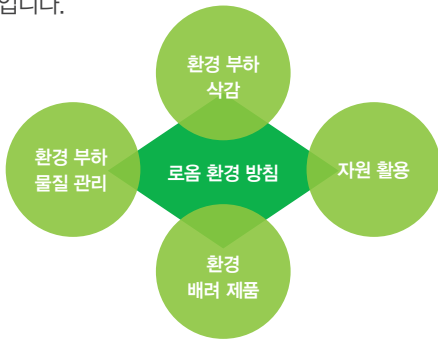 입니다.
환경 부하
삭감
환경 부하
물질 관리
로옴 환경 방침
자원 활용
환경
배려 제품